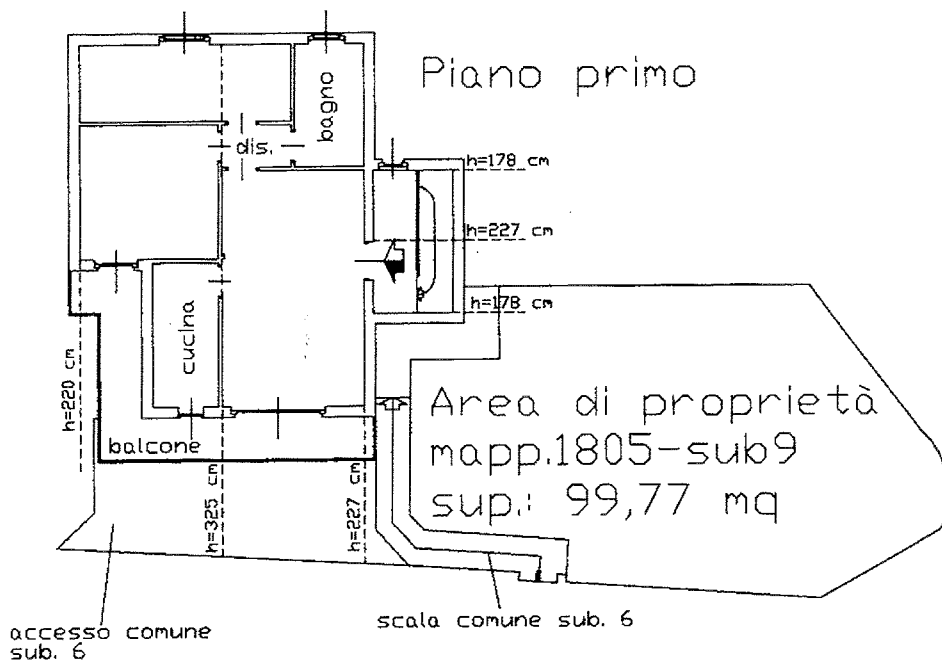 Piano primo
bagno
dis.
h=178 cm
h=227 cm
h=178 cm
cucina
h=220 cm
Area di proprietà
mapp.1805-sub9
sup.: 99,77 mq
balcone
h=325 cm
h=227 cm
scala comune sub. 6
accesso comune
sub. 6